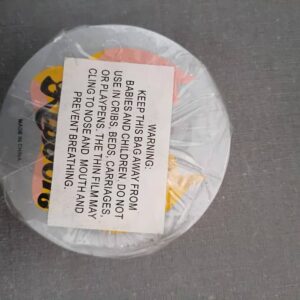 WARNING:
KEEP THIS BAG AWAY FROM
BABIES AND CHILDREN. DO NOT
USE IN CRIBS, BEDS, CARRIAGES,
OR PLAYPENS. THE THIN FILM MAY
CLING TO NOSE AND MOUTH AND
PREVENT BREATHING.
MADE IN CHINA